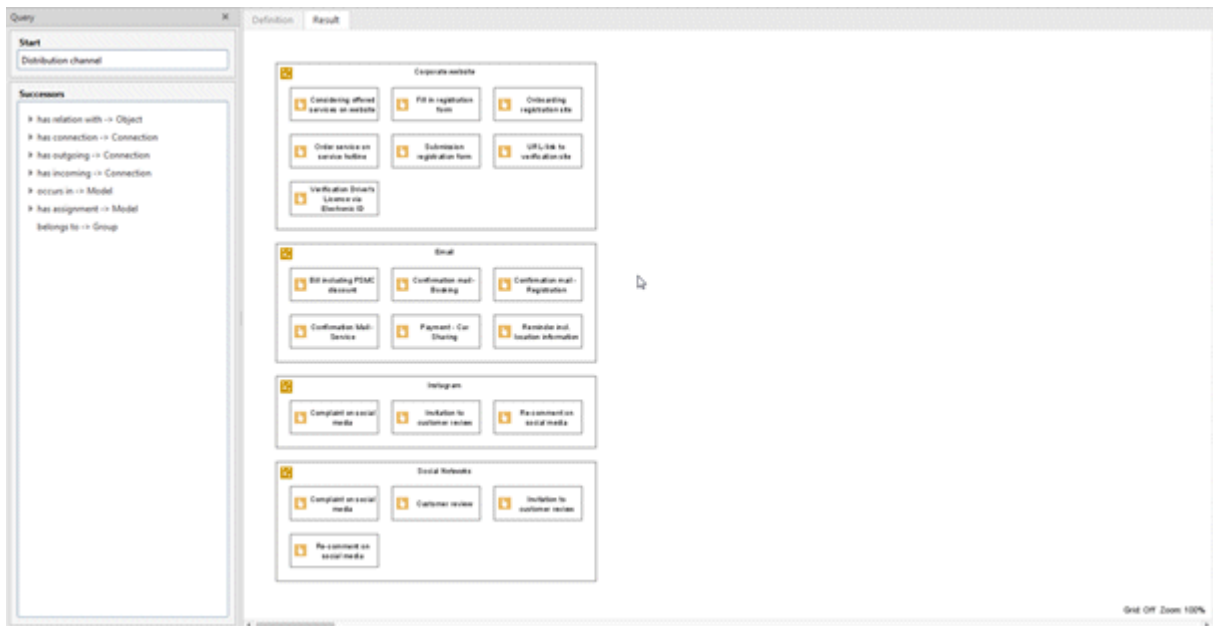 Query
Definition
Result
Start
Distribution channel
Successors
has relation with -> Object
has connection -> Connection
has outgoing -> Connection
has incoming -> Connection
occurs in -> Model
has assignment -> Model
belongs to -> Group
Corporate website
Considering offered
services on website
Fill in registration
form
Onboarding
registration site
Order service on
service hotline
Submission
registration form
URL-link to
verification site
Verification Driver's
Licence via
Electronic ID
Email
Bill including PSMC
discount
Confirmation mail-
Booking
Confirmation mail -
Registration
Confirmation Mail-
Service
Payment - Car
Sharing
Reminder incl.
location information
Instagram
Complaint on social
media
Invitation to
customer review
Re-comment on
social media
Social Networks
Complaint on social
media
Customer review
Invitation to
customer review
Re-comment on
social media
Grid: Off Zoom: 100%